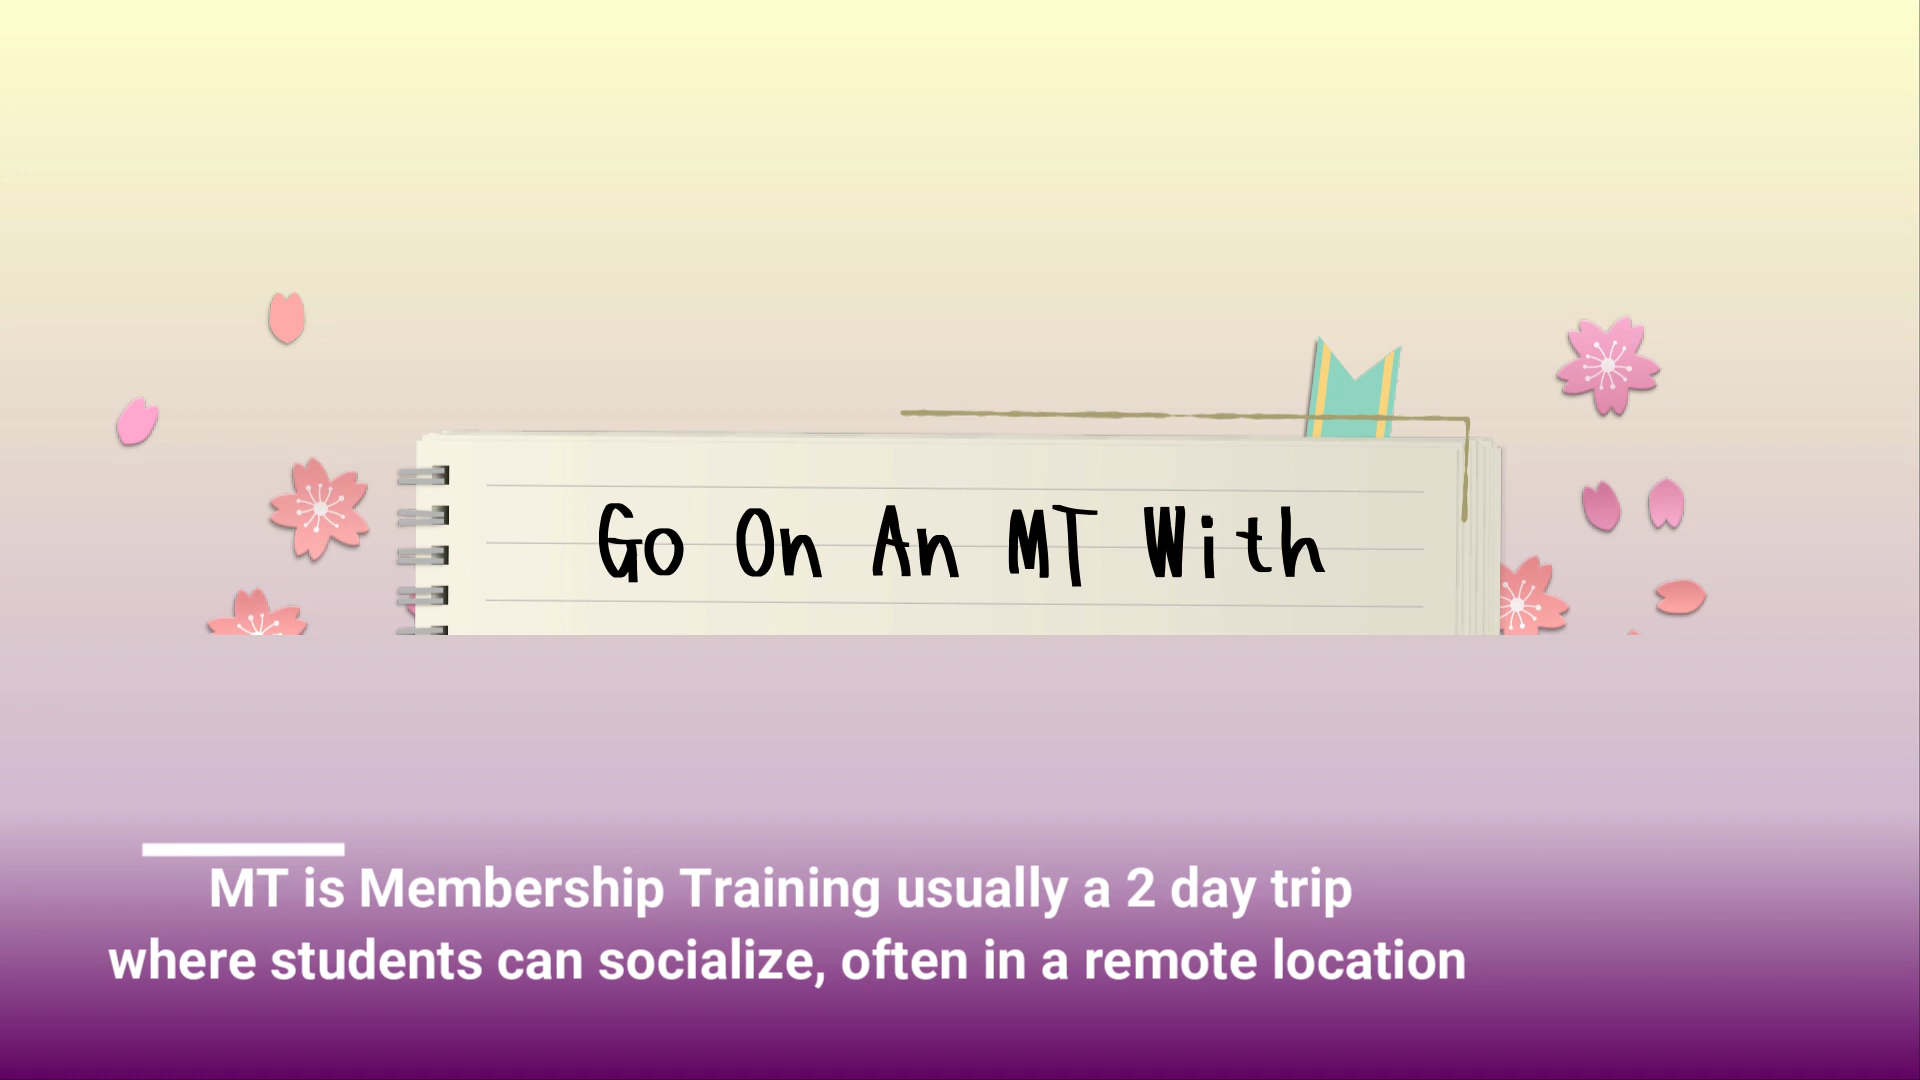 Go On An MT With
MT is Membership Training usually a 2 day trip
where students can socialize, often in a remote location